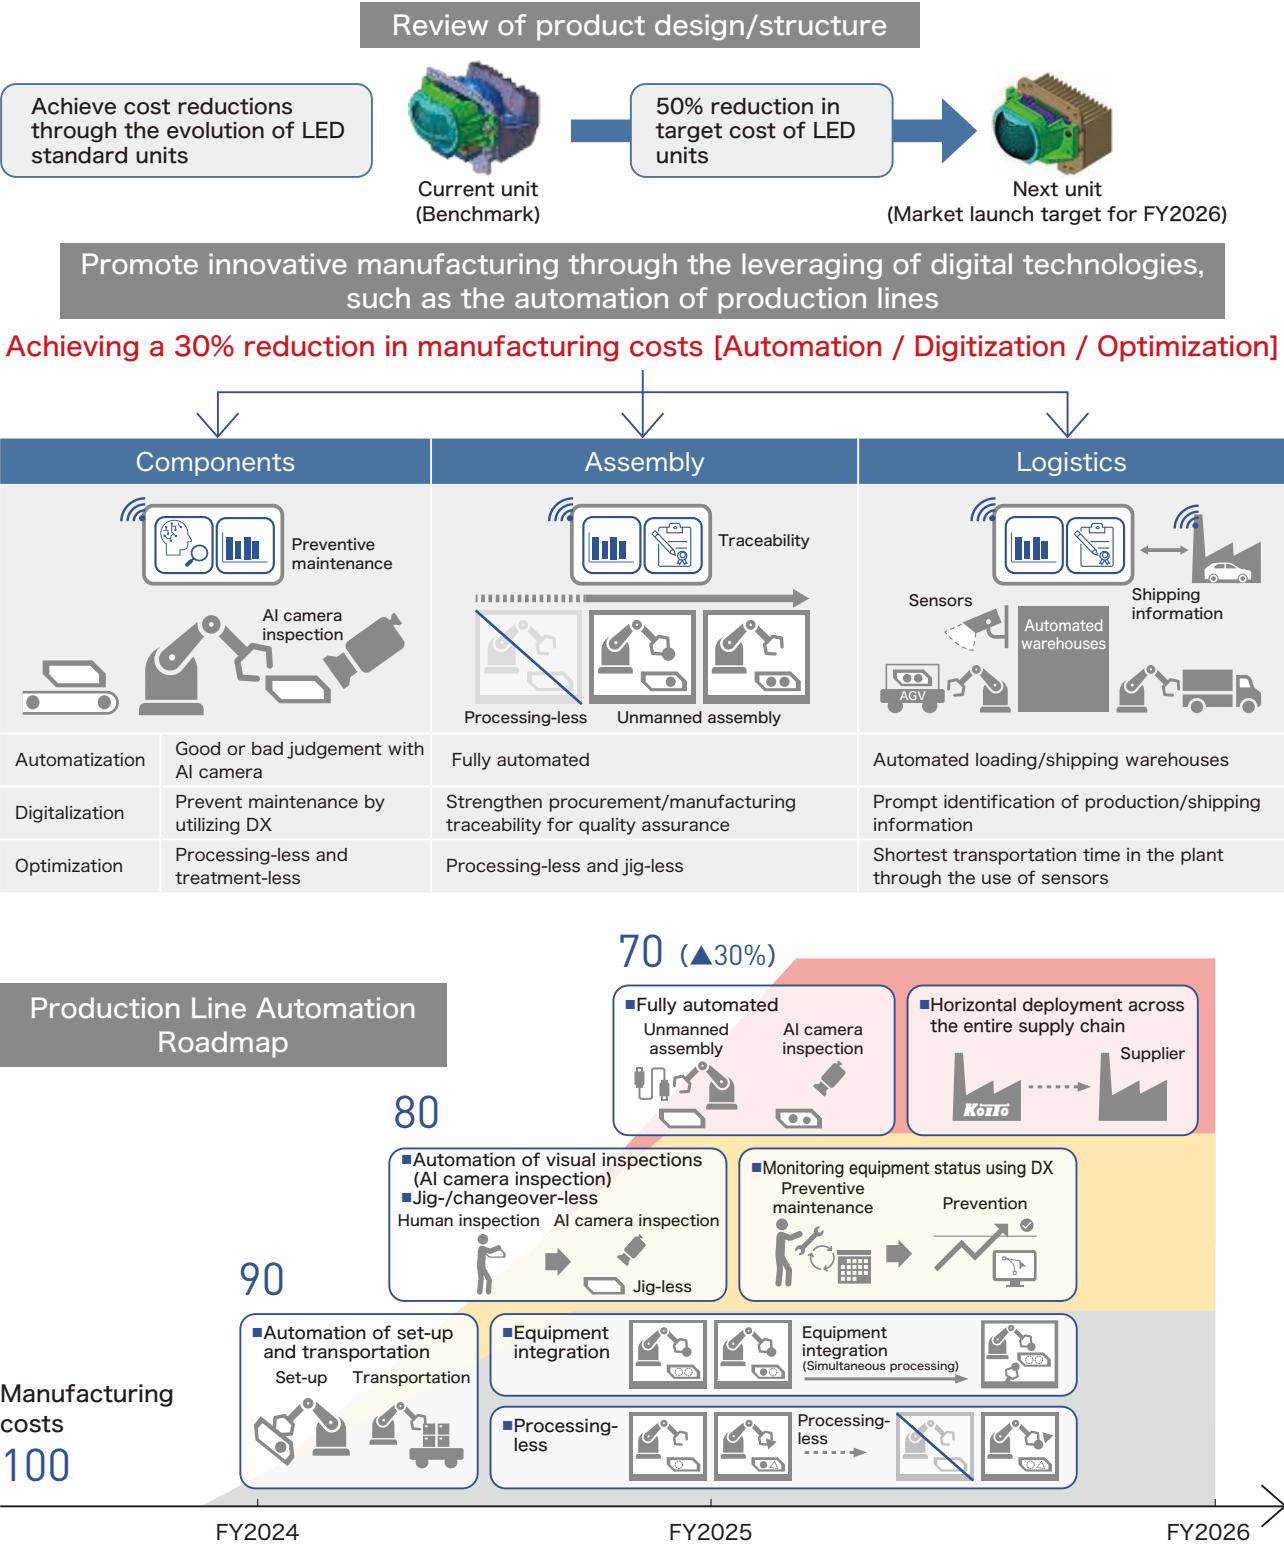 Review of product design/structure
Achieve cost reductions
through the evolution of LED
standard units
50% reduction in
target cost of LED
units
Current unit
(Benchmark)
Next unit
(Market launch target for FY2026)
Promote innovative manufacturing through the leveraging of digital technologies,
such as the automation of production lines
Achieving a 30% reduction in manufacturing costs [Automation / Digitization / Optimization]
Components
Assembly
Logistics
Preventive
maintenance
AI camera
inspection
Traceability
Processing-less
Unmanned assembly
Sensors
Automated
warehouses
Shipping
information
AGV
Automatization
Good or bad judgement with
AI camera
Fully automated
Automated loading/shipping warehouses
Digitalization
Prevent maintenance by
utilizing DX
Strengthen procurement/manufacturing
traceability for quality assurance
Prompt identification of production/shipping
information
Optimization
Processing-less and
treatment-less
Processing-less and jig-less
Shortest transportation time in the plant
through the use of sensors
Production Line Automation
Roadmap
70 (▲30%)
■Fully automated
Unmanned
assembly
AI camera
inspection
■Horizontal deployment across
the entire supply chain
Supplier
KOITO
80
■Automation of visual inspections
(AI camera inspection)
■Jig-/changeover-less
Human inspection
AI camera inspection
Jig-less
■Monitoring equipment status using DX
Preventive
maintenance
Prevention
90
■Automation of set-up
and transportation
Set-up
Transportation
■Equipment
integration
Equipment
integration
(Simultaneous processing)
■Processing-
less
Processing-
less
Manufacturing
costs
100
FY2024
FY2025
FY2026